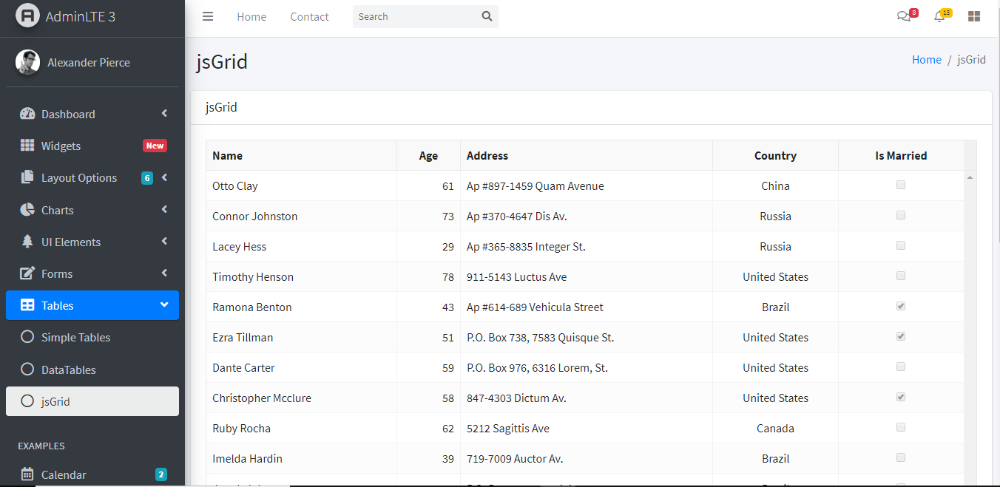 AdminLTE 3
Home Contact Search 3 15
Alexander Pierce
jsGrid
Home / jsGrid
Dashboard
Widgets New
Layout Options 6
Charts
UI Elements
Forms
Tables
Simple Tables
DataTables
jsGrid
EXAMPLES
Calendar 2
jsGrid
Name Age Address Country Is Married
Otto Clay 61 Ap #897-1459 Quam Avenue China
Connor Johnston 73 Ap #370-4647 Dis Av. Russia
Lacey Hess 29 Ap #365-8835 Integer St. Russia
Timothy Henson 78 911-5143 Luctus Ave United States
Ramona Benton 43 Ap #614-689 Vehicula Street Brazil
Ezra Tillman 51 P.O. Box 738, 7583 Quisque St. United States
Dante Carter 59 P.O. Box 976, 6316 Lorem, St. United States
Christopher Mcclure 58 847-4303 Dictum Av. United States
Ruby Rocha 62 5212 Sagittis Ave Canada
Imelda Hardin 39 719-7009 Auctor Av. Brazil